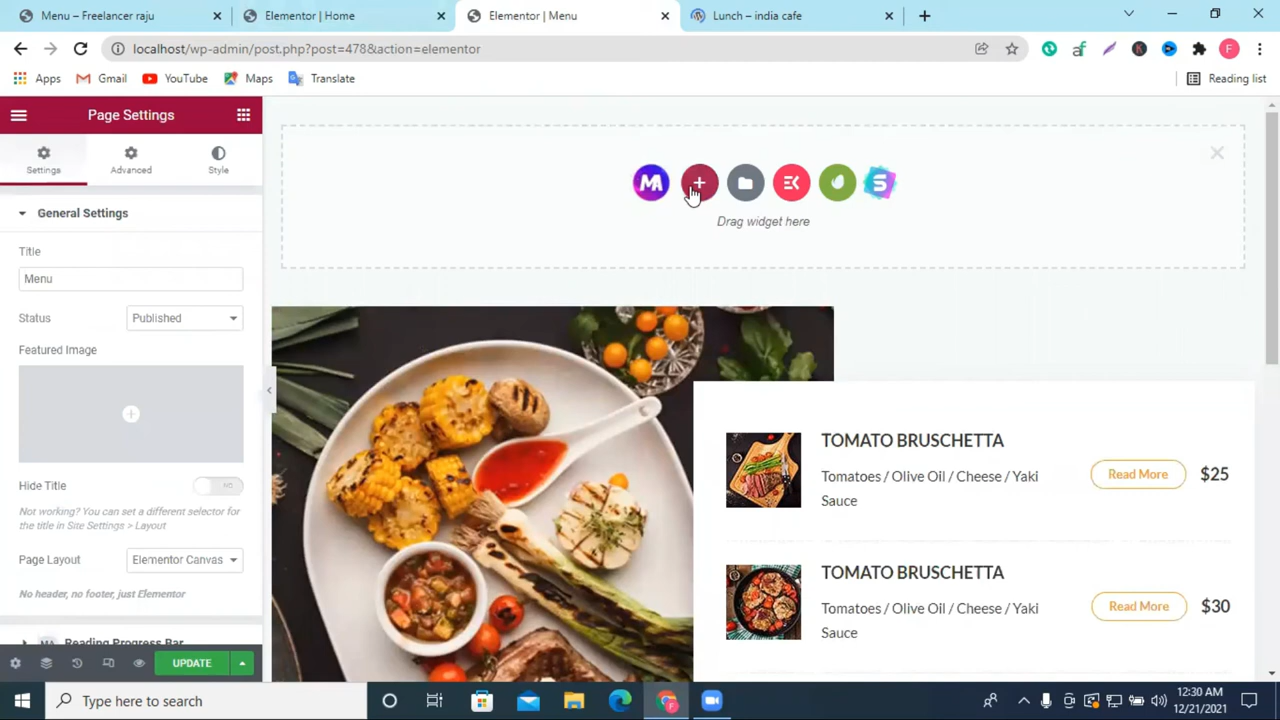 Menu – Freelancer raju
Elementor | Home
Elementor | Menu
Lunch – india cafe
localhost/wp-admin/post.php?post=478&action=elementor
Apps
Gmail
YouTube
Maps
Translate
Reading list
Page Settings
Settings
Advanced
Style
General Settings
Title
Menu
Status
Published
Featured Image
Hide Title
NO
Not working? You can set a different selector
for the title in Site Settings > Layout
Page Layout
Elementor Canvas
No header, no footer, just Elementor
Reading Progress Bar
UPDATE
Drag widget here
TOMATO BRUSCHETTA
Tomatoes / Olive Oil / Cheese / Yaki
Sauce
Read More
$25
TOMATO BRUSCHETTA
Tomatoes / Olive Oil / Cheese / Yaki
Sauce
Read More
$30
Type here to search
12:30 AM
12/21/2021